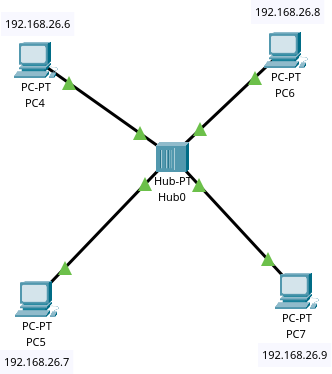 192.168.26.6
PC-PT
PC4
192.168.26.8
PC-PT
PC6
Hub-PT
Hub0
PC-PT
PC5
192.168.26.7
PC-PT
PC7
192.168.26.9